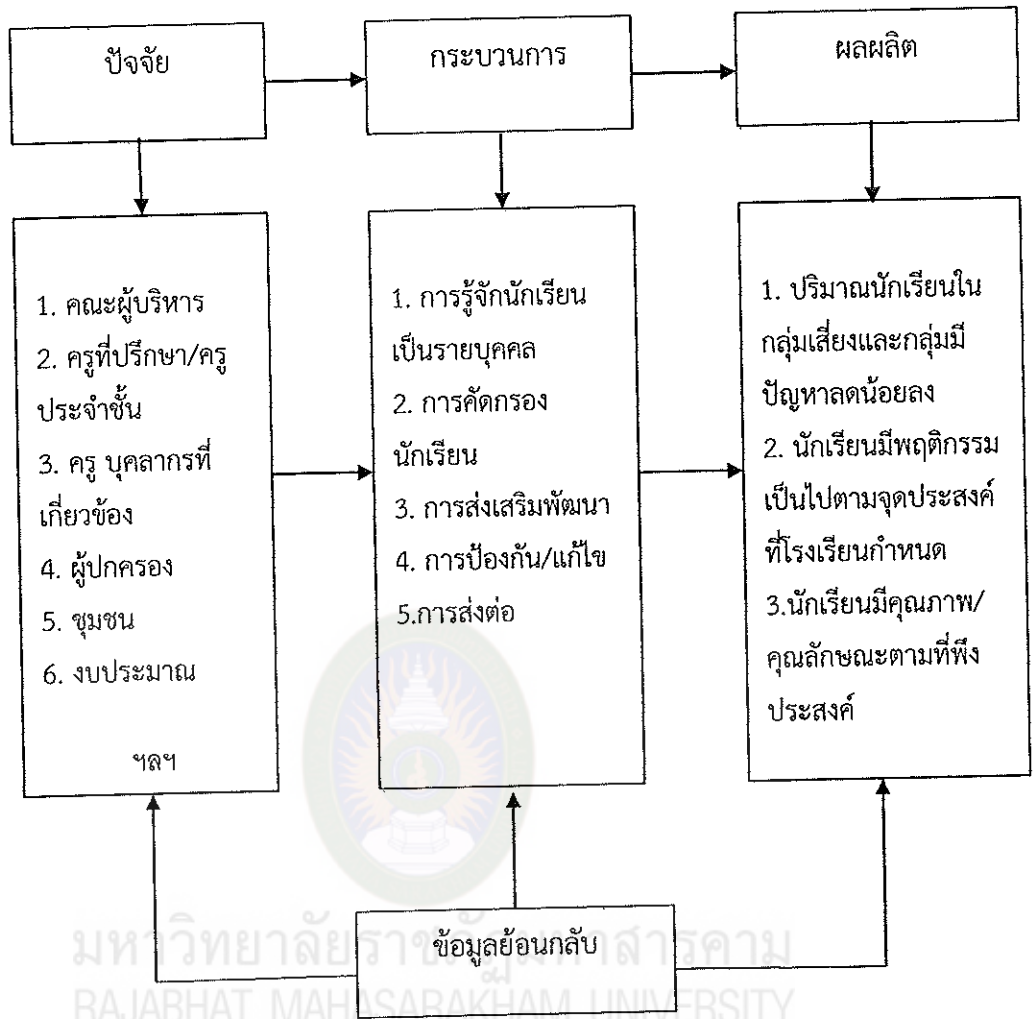 ปัจจัย
กระบวนการ
ผลผลิต
1. คณะผู้บริหาร
2. ครูที่ปรึกษา/ครู
ประจำชั้น
3. ครู บุคลากรที่
เกี่ยวข้อง
4. ผู้ปกครอง
5. ชุมชน
6. งบประมาณ
ฯลฯ
1. การรู้จักนักเรียน
เป็นรายบุคคล
2. การคัดกรอง
นักเรียน
3. การส่งเสริมพัฒนา
4. การป้องกัน/แก้ไข
5.การส่งต่อ
1. ปริมาณนักเรียนใน
กลุ่มเสี่ยงและกลุ่มมี
ปัญหาลดน้อยลง
2. นักเรียนมีพฤติกรรม
เป็นไปตามจุดประสงค์
ที่โรงเรียนกำหนด
3.นักเรียนมีคุณภาพ/
คุณลักษณะตามที่พึง
ประสงค์
ข้อมูลย้อนกลับ
มหาวิทยาลัยราชภัฏมหาสารคาม
RAJABHAT MAHASARAKHAM UNIVERSITY